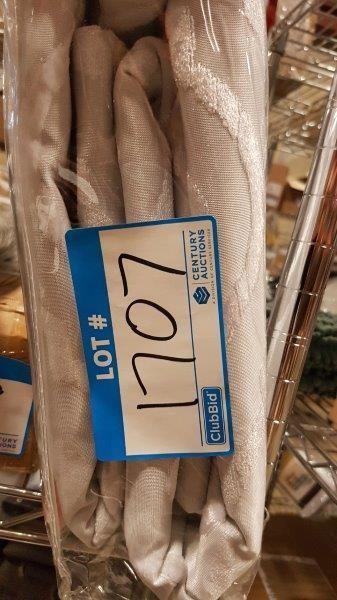 LOT #
1707
CENTURY
AUCTIONS
ClubBid